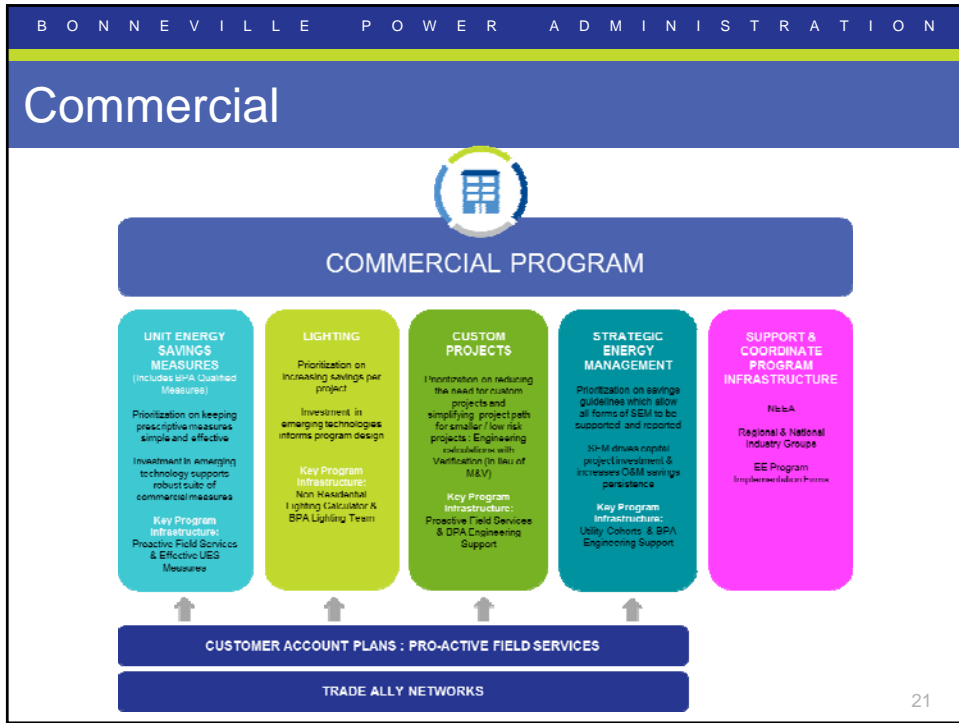 BONNEVILLE POWER ADMINISTRATION
Commercial
COMMERCIAL PROGRAM
UNIT ENERGY
SAVINGS
MEASURES
(Includes BPA Qualified
Measures)
Prioritization on keeping
prescriptive measures
simple and effective
Investment in emerging
technology supports
robust suite of
commercial measures
Key Program
Infrastructure:
Proactive Field Services
& Effective UES
Measures
LIGHTING
Prioritization on
increasing savings per
project
Investment in
emerging technologies
informs program design
Key Program
Infrastructure:
Non Residential
Lighting Calculator &
BPA Lighting Team
CUSTOM
PROJECTS
Prioritization on reducing
the need for custom
projects and
simplifying project path
for smaller / low risk
projects : Engineering
calculations with
Verification (in lieu of
M&V)
Key Program
Infrastructure:
Proactive Field Services
& BPA Engineering
Support
STRATEGIC
ENERGY
MANAGEMENT
Prioritization on savings
guidelines which allow
all forms of SEM to be
supported and reported
SEM drives capital
project investment &
increases O&M savings
persistence
Key Program
Infrastructure:
Utility Cohorts & BPA
Engineering Support
SUPPORT &
COORDINATE
PROGRAM
INFRASTRUCTURE
NEEA
Regional & National
Industry Groups
EE Program
Implementation Firms
CUSTOMER ACCOUNT PLANS : PRO-ACTIVE FIELD SERVICES
TRADE ALLY NETWORKS
21